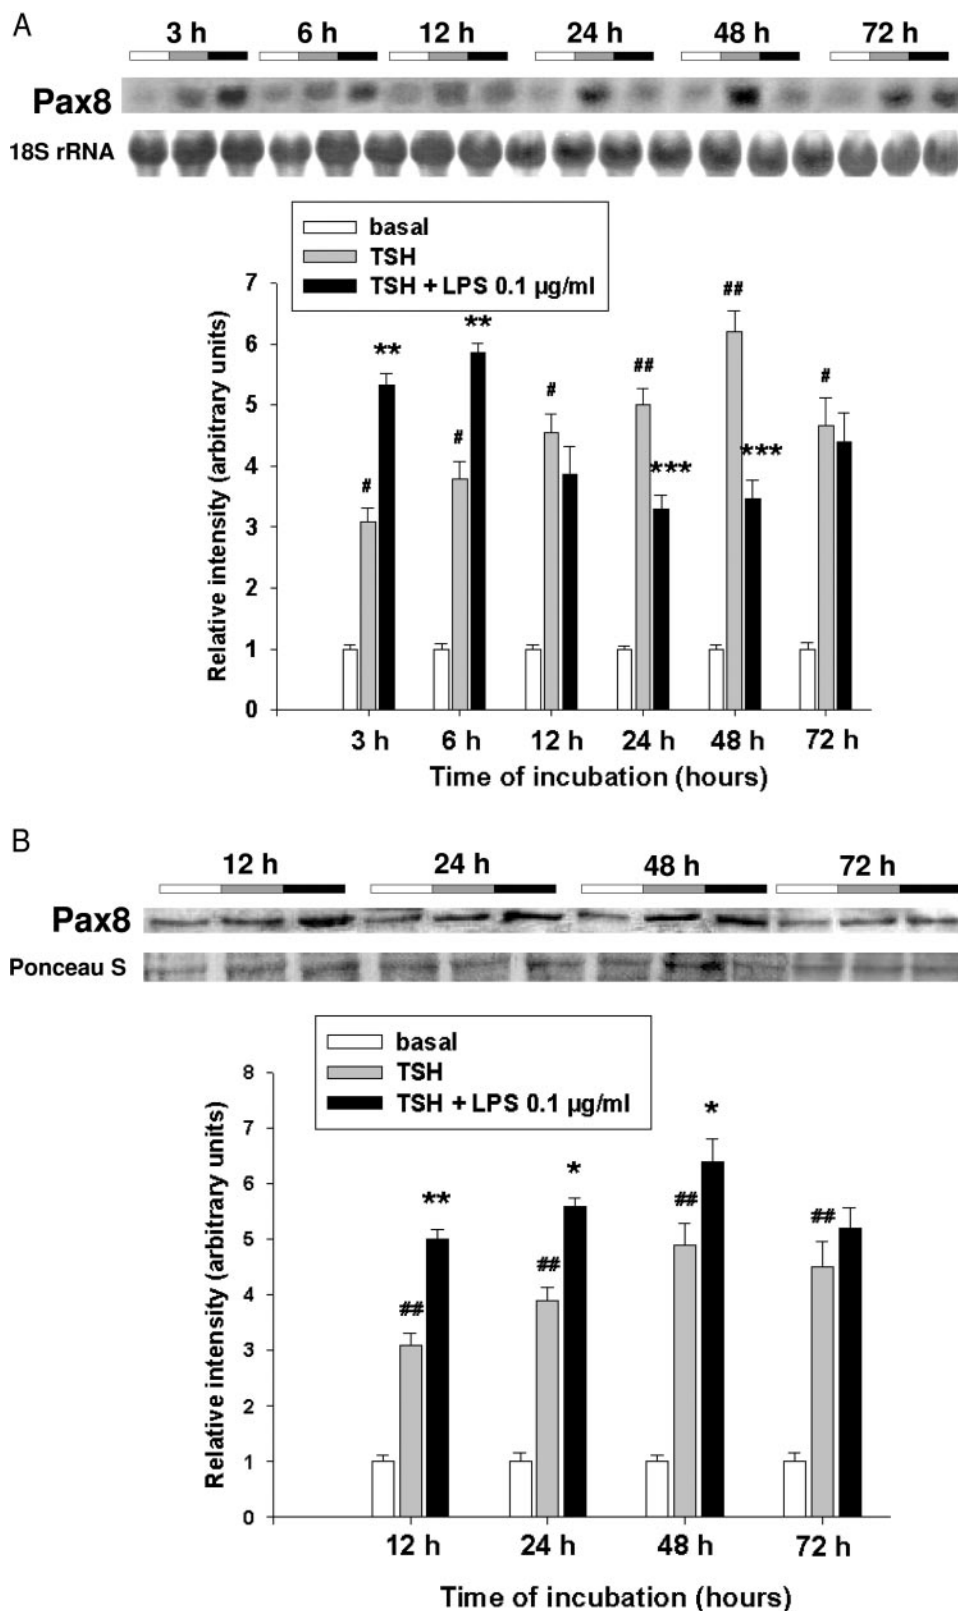 A
3 h 6 h 12 h 24 h 48 h 72 h
Pax8
18S rRNA
basal
TSH
TSH + LPS 0.1 µg/ml
Relative intensity (arbitrary units)
7
6
5
4
3
2
1
0
# ** # ** # ## *** ## *** #
3 h 6 h 12 h 24 h 48 h 72 h
Time of incubation (hours)
B
12 h 24 h 48 h 72 h
Pax8
Ponceau S
basal
TSH
TSH + LPS 0.1 µg/ml
Relative intensity (arbitrary units)
8
7
6
5
4
3
2
1
0
## ** ## * ## * ##
12 h 24 h 48 h 72 h
Time of incubation (hours)